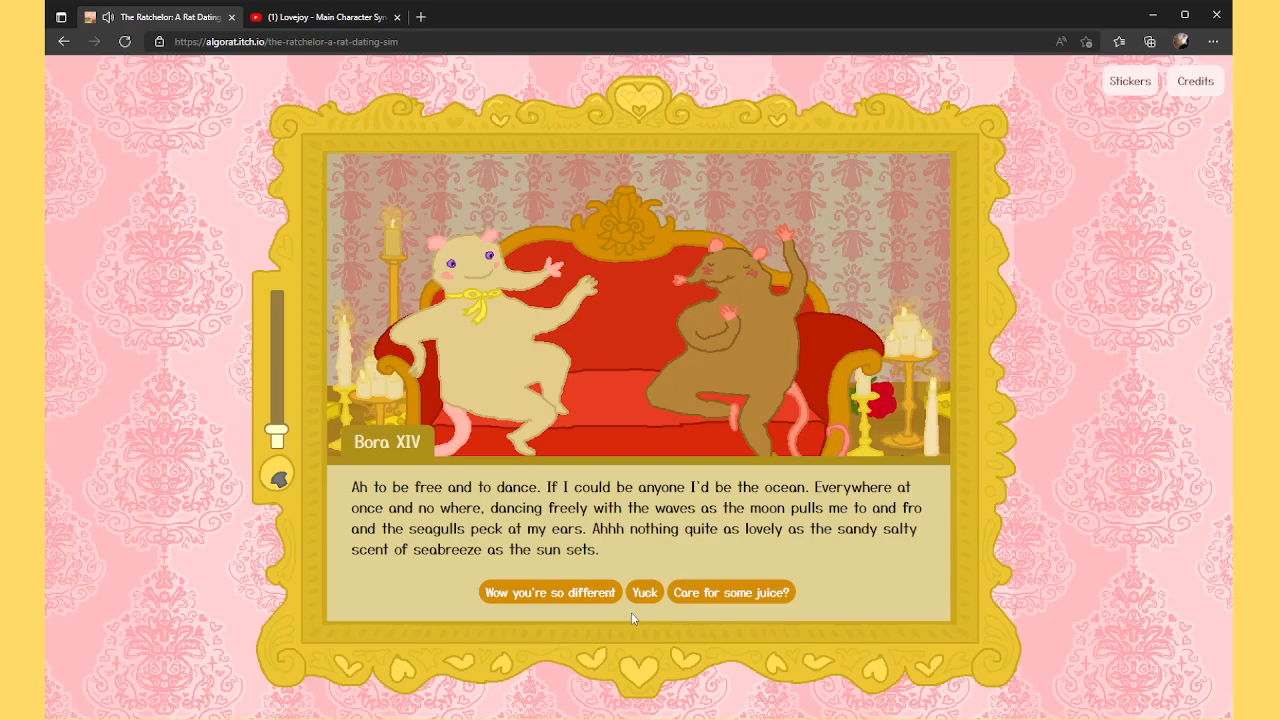 The Ratchelor: A Rat Dating
(1) Lovejoy - Main Character Syn
https://algorat.itch.io/the-ratchelor-a-rat-dating-sim
Stickers
Credits
Bora XIV
Ah to be free and to dance. If I could be anyone I'd be the ocean. Everywhere at
once and no where, dancing freely with the waves as the moon pulls me to and fro
and the seagulls peck at my ears. Ahhh nothing quite as lovely as the sandy salty
scent of seabreeze as the sun sets.
Wow you're so different
Yuck
Care for some juice?